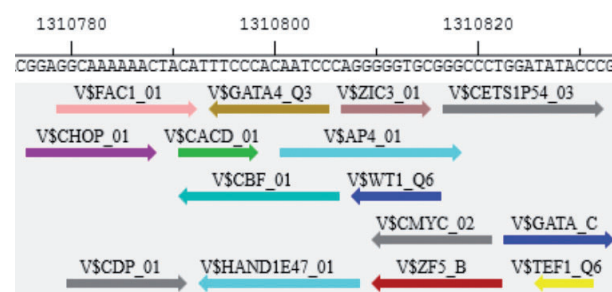 1310780 1310800 1310820
CGGAGGCAAAAAACTACATTTCCCACAATCCCAGGGGGTGCGGGCCCTGGATATACCCG
V$FAC1_01 V$GATA4_Q3 V$ZIC3_01 V$CETS1P54_03
V$CHOP_01 V$CACD_01 V$AP4_01
V$CBF_01 V$WT1_Q6
V$CMYC_02 V$GATA_C
V$CDP_01 V$HAND1E47_01 V$ZF5_B V$TEF1_Q6